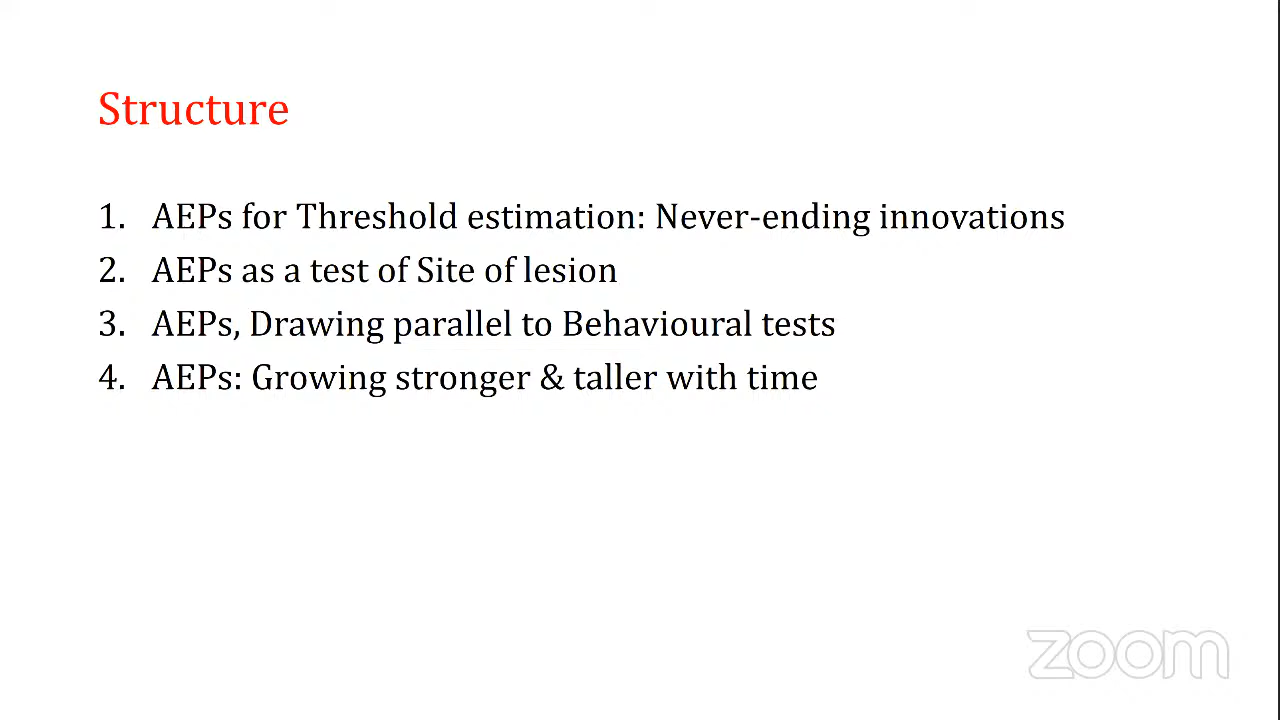 Structure
1. AEPs for Threshold estimation: Never-ending innovations
2. AEPs as a test of Site of lesion
3. AEPs, Drawing parallel to Behavioural tests
4. AEPs: Growing stronger & taller with time
zoom